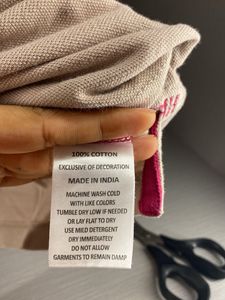 100% COTTON
EXCLUSIVE OF DECORATION
MADE IN INDIA
MACHINE WASH COLD
WITH LIKE COLORS
TUMBLE DRY LOW IF NEEDED
OR LAY FLAT TO DRY
USE MILD DETERGENT
DRY IMMEDIATELY
DO NOT ALLOW
GARMENTS TO REMAIN DAMP